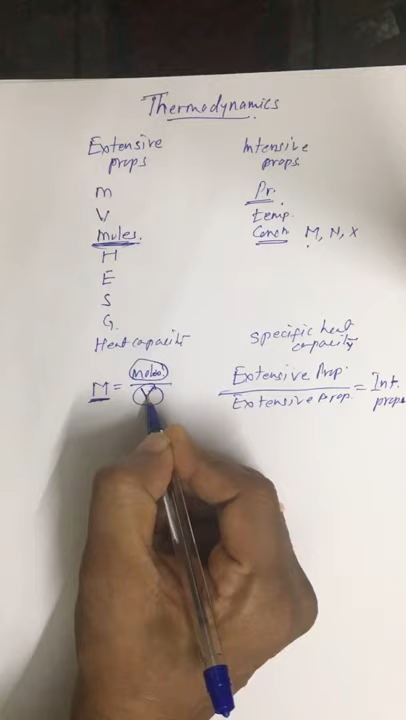 Thermodynamics
Extensive props
m
V
moles.
H
E
S
G.
Heat capacity
M = moles / V
Intensive props
Pr.
temp.
Concn M, N, X
specific heat capacity
Extensive Prop. / Extensive Prop. = Int. props